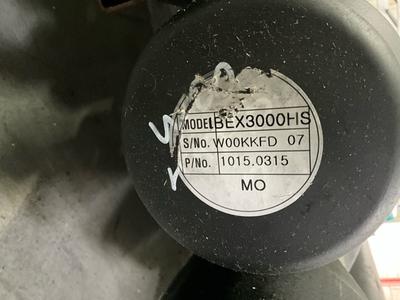 MODEL BEX3000HS
S/No. W00KKFD 07
P/No. 1015.0315
MO